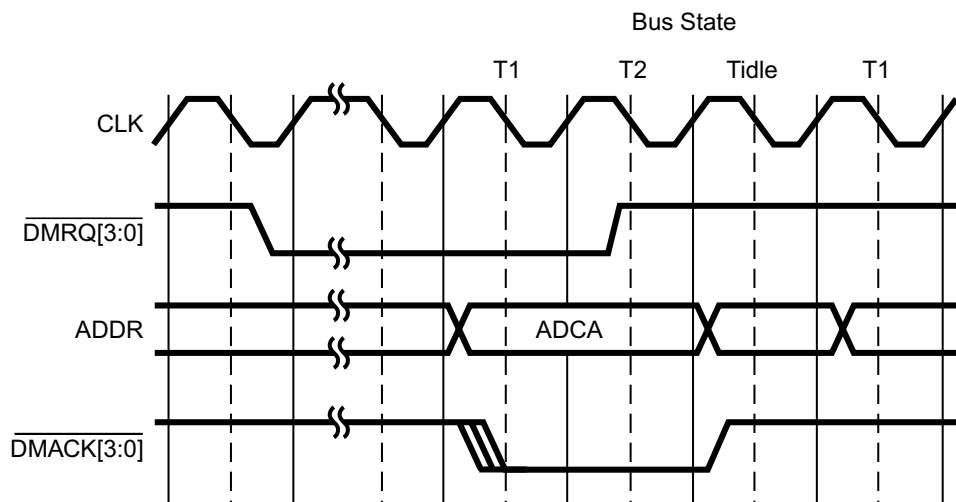 Bus State
T1 T2 Tidle T1
CLK
DMRQ[3:0]
ADDR ADCA
DMACK[3:0]